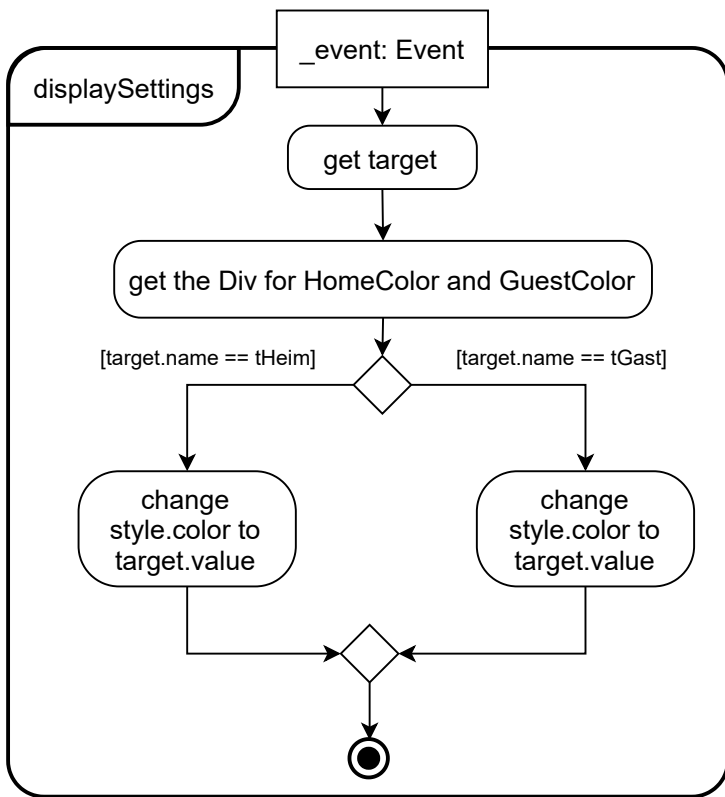 _event: Event
displaySettings
get target
get the Div for HomeColor and GuestColor
[target.name == tHeim]
[target.name == tGast]
change
style.color to
target.value
change
style.color to
target.value